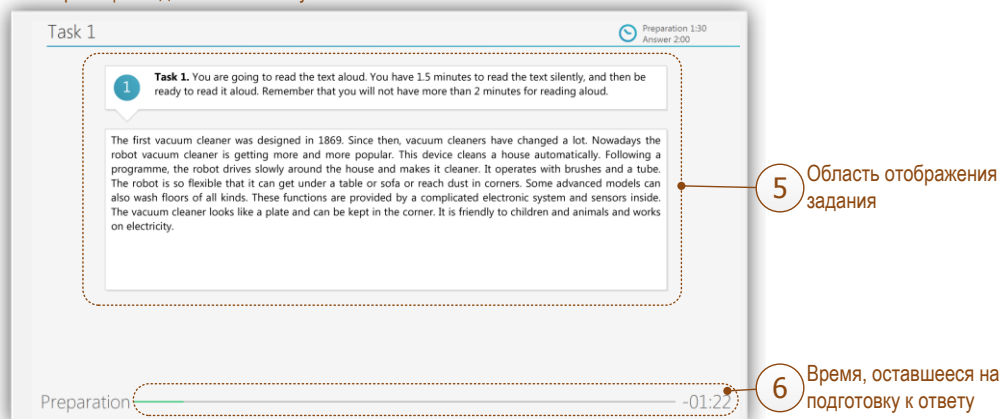 Task 1
Preparation 1:30
Answer 2:00
1
Task 1. You are going to read the text aloud. You have 1.5 minutes to read the text silently, and then be
ready to read it aloud. Remember that you will not have more than 2 minutes for reading aloud.
The first vacuum cleaner was designed in 1869. Since then, vacuum cleaners have changed a lot. Nowadays the
robot vacuum cleaner is getting more and more popular. This device cleans a house automatically. Following a
programme, the robot drives slowly around the house and makes it cleaner. It operates with brushes and a tube.
The robot is so flexible that it can get under a table or sofa or reach dust in corners. Some advanced models can
also wash floors of all kinds. These functions are provided by a complicated electronic system and sensors inside.
The vacuum cleaner looks like a plate and can be kept in the corner. It is friendly to children and animals and works
on electricity.
5
Область отображения
задания
Preparation
-01:22
6
Время, оставшееся на
подготовку к ответу